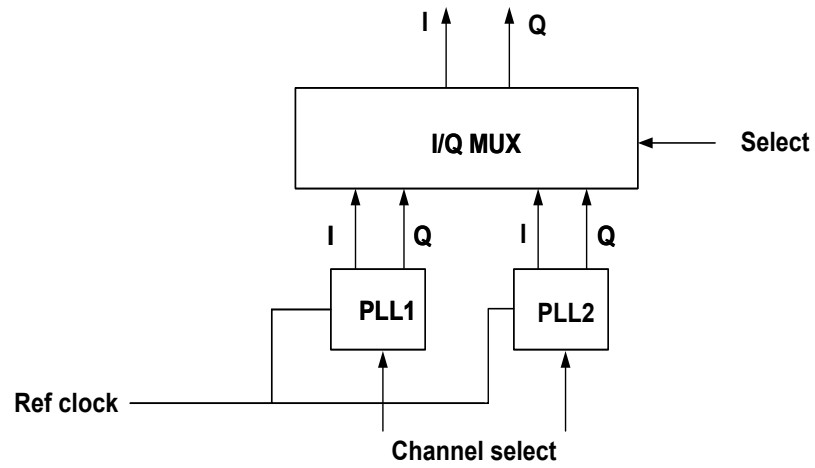 I
Q
I/Q MUX
Select
I
Q
I
Q
PLL1
PLL2
Ref clock
Channel select